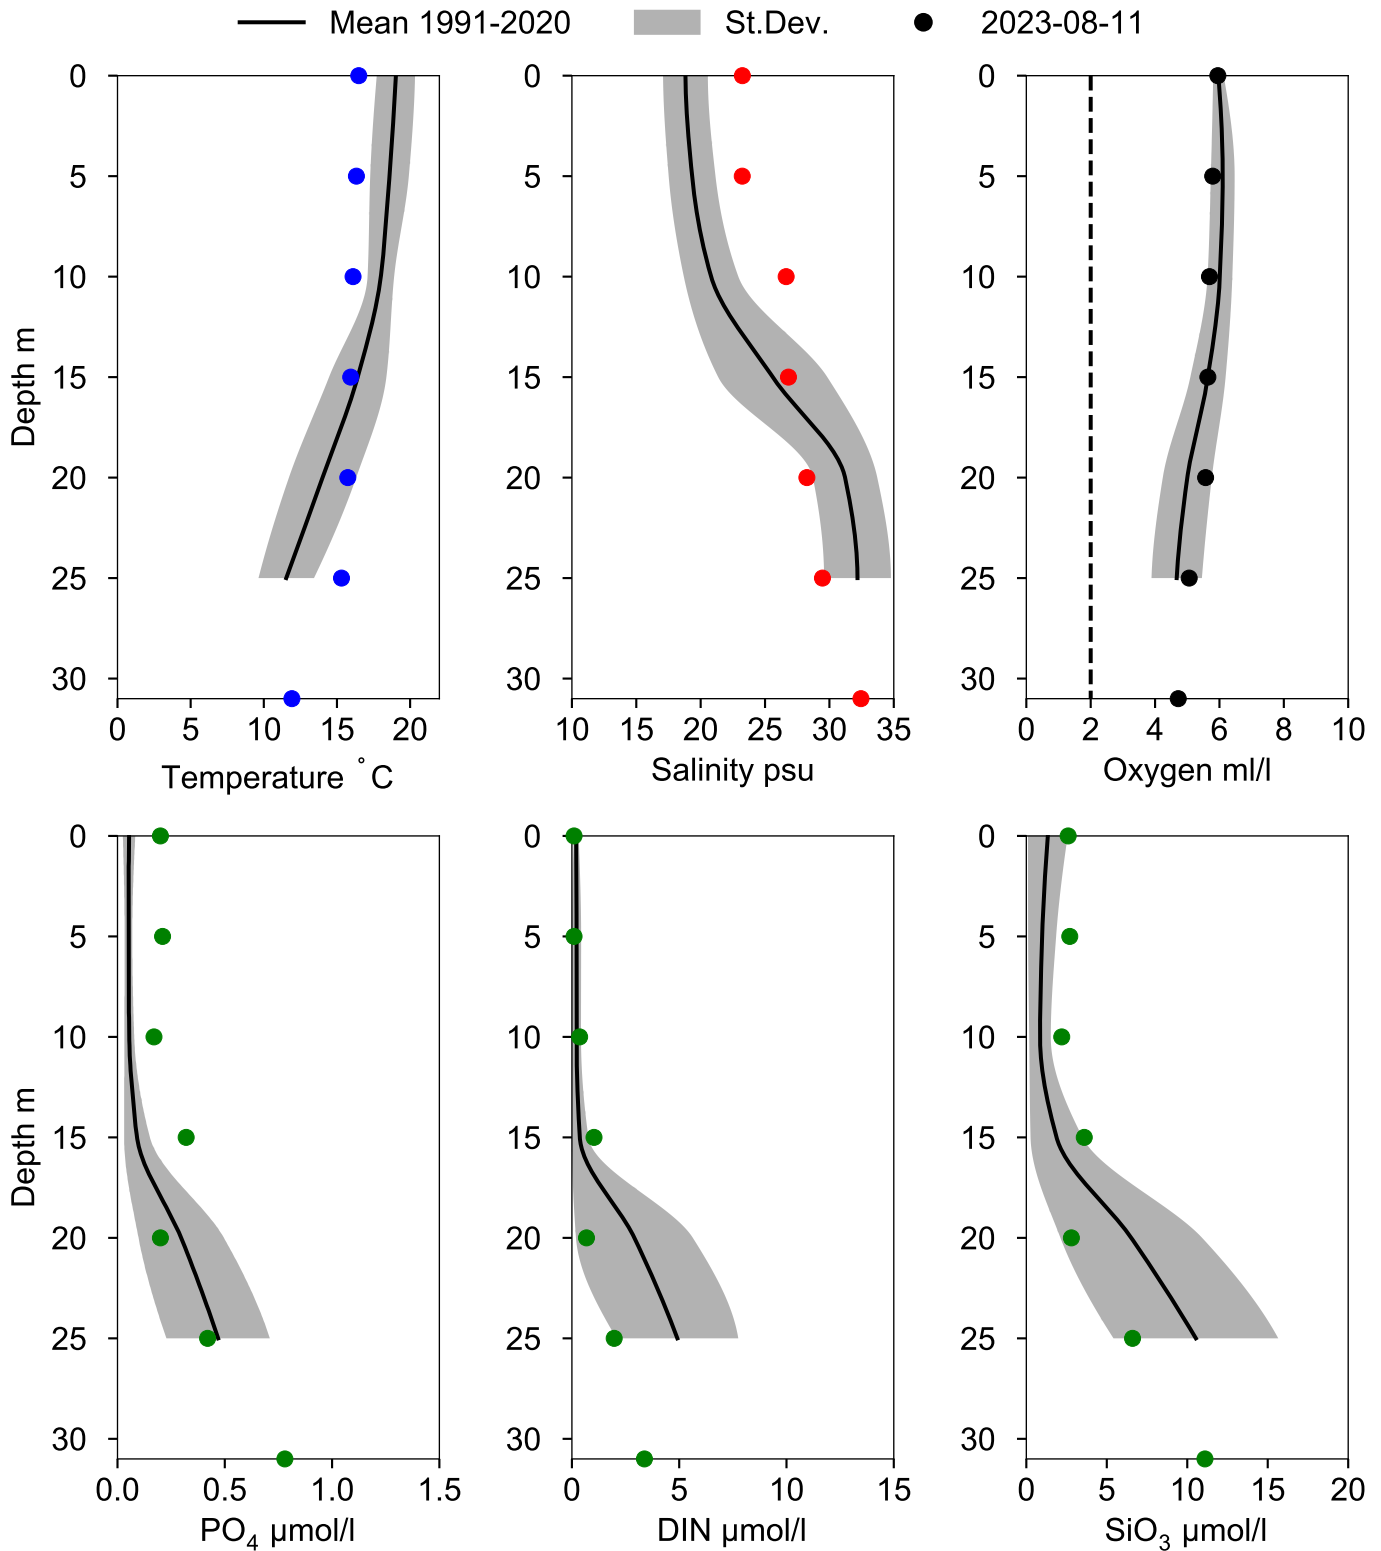 Mean 1991-2020 St.Dev. 2023-08-11
0 0 0
5 5 5
10 10 10
15 15 15
20 20 20
25 25 25
30 30 30
Depth m
0 5 10 15 20 10 15 20 25 30 35 0 2 4 6 8 10
Temperature °C Salinity psu Oxygen ml/l
0 0 0
5 5 5
10 10 10
15 15 15
20 20 20
25 25 25
30 30 30
Depth m
0.0 0.5 1.0 1.5 0 5 10 15 0 5 10 15 20
PO₄ µmol/l DIN µmol/l SiO₃ µmol/l